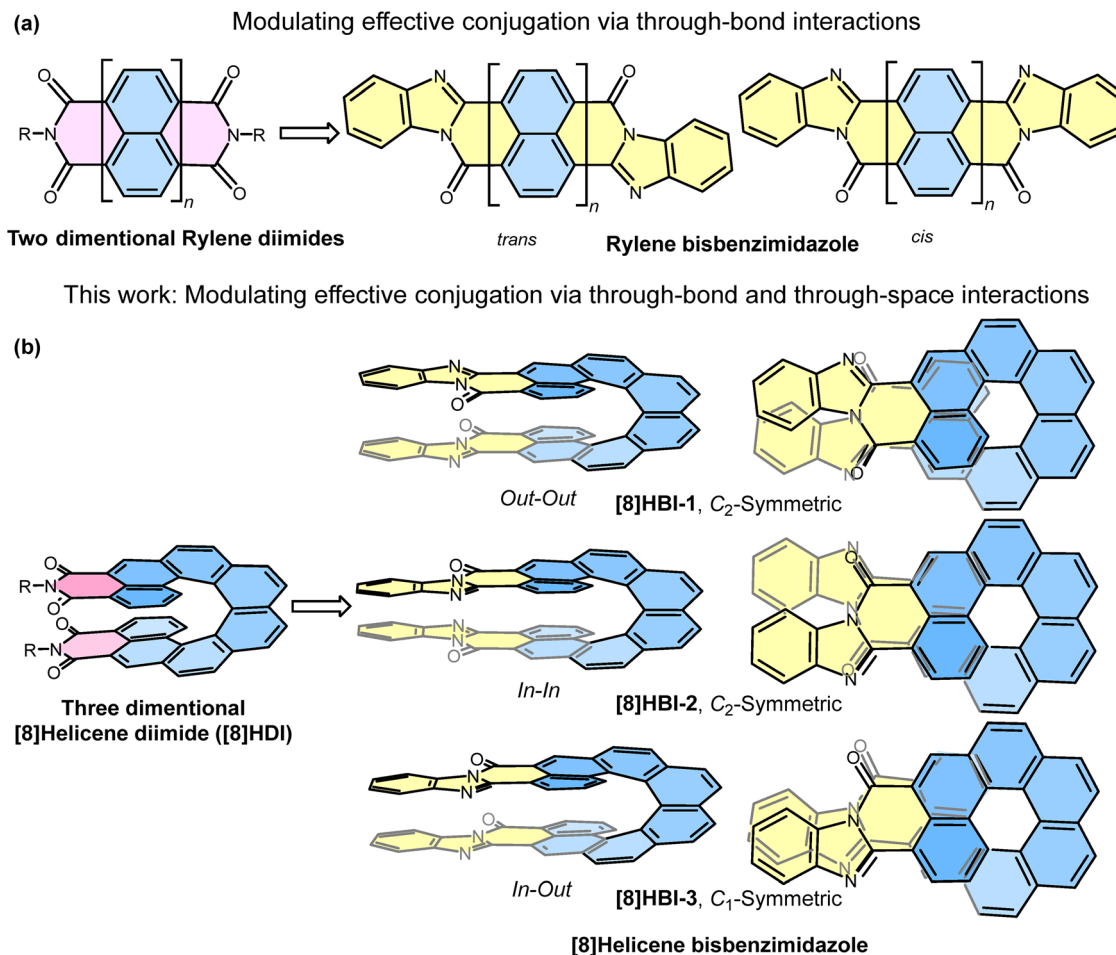 (a) Modulating effective conjugation via through-bond interactions
O O N N O
R-N N-R N N N N
O O O N O O
n n n
Two dimentional Rylene diimides trans Rylene bisbenzimidazole cis
This work: Modulating effective conjugation via through-bond and through-space interactions
(b)
N N O
N N
O O
O N N
N O N
Out-Out [8]HBI-1, C2-Symmetric
O N O
O N N
R-N N
O O N
O N N
R-N N O
O
In-In [8]HBI-2, C2-Symmetric
Three dimentional
[8]Helicene diimide ([8]HDI)
O O O
N N
N N
O N
N N
In-Out [8]HBI-3, C1-Symmetric
[8]Helicene bisbenzimidazole